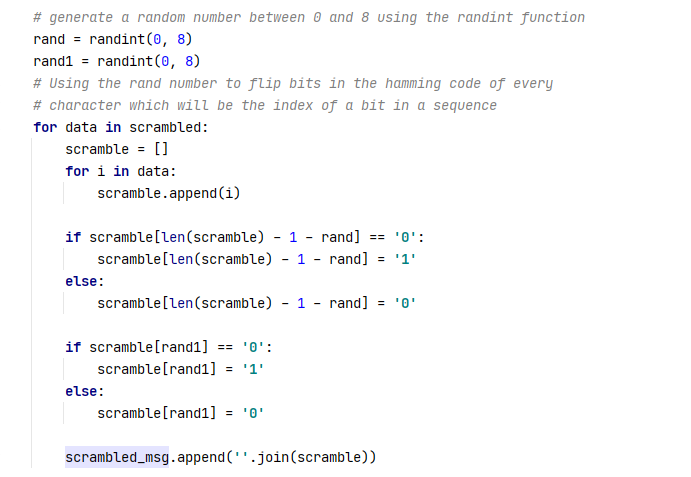 # generate a random number between 0 and 8 using the randint function
rand = randint(0, 8)
rand1 = randint(0, 8)
# Using the rand number to flip bits in the hamming code of every
# character which will be the index of a bit in a sequence
for data in scrambled:
    scramble = []
    for i in data:
        scramble.append(i)

    if scramble[len(scramble) - 1 - rand] == '0':
        scramble[len(scramble) - 1 - rand] = '1'
    else:
        scramble[len(scramble) - 1 - rand] = '0'

    if scramble[rand1] == '0':
        scramble[rand1] = '1'
    else:
        scramble[rand1] = '0'

    scrambled_msg.append(''.join(scramble))